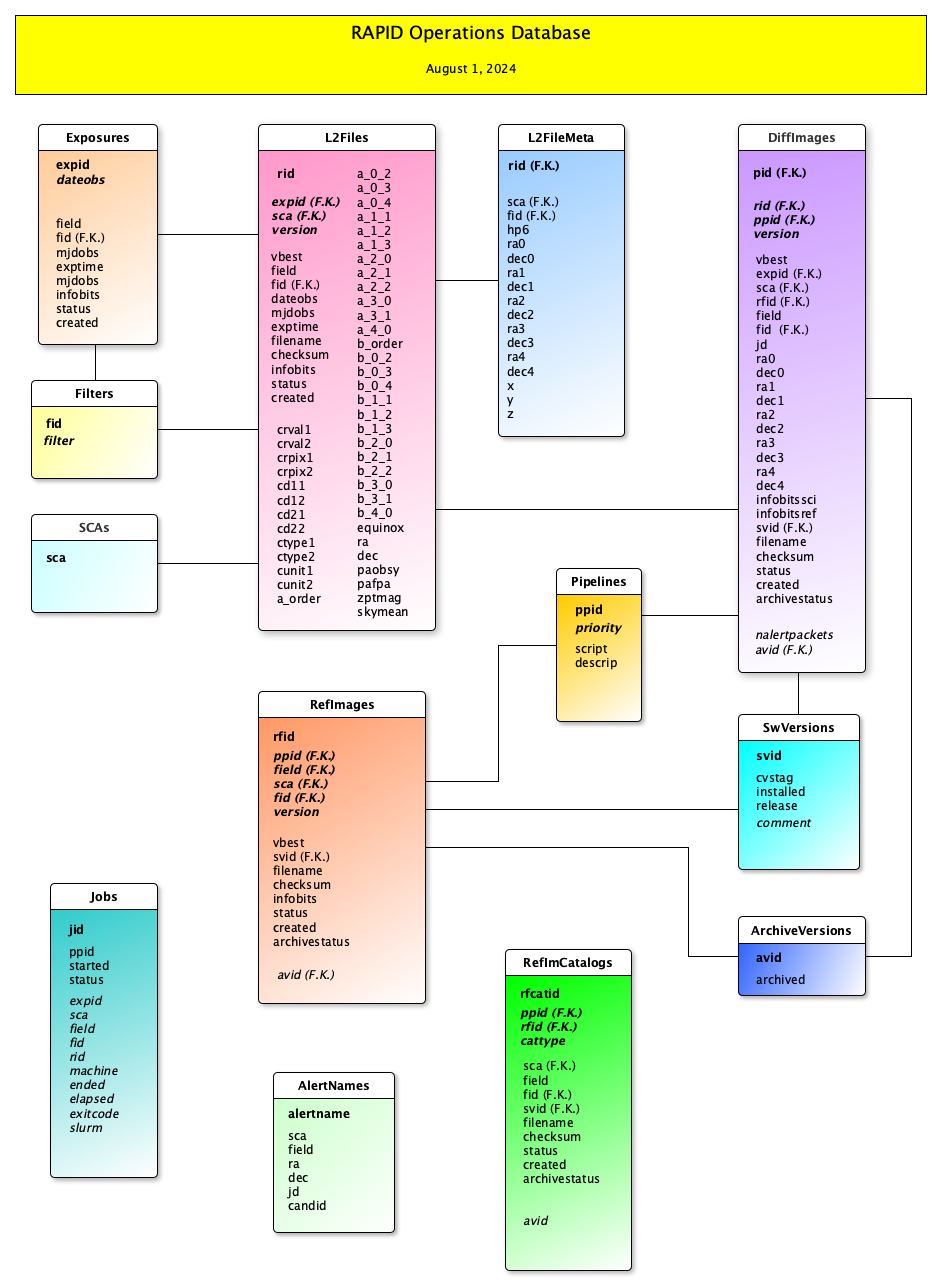 RAPID Operations Database
August 1, 2024
Exposures
expid
dateobs
field
fid (F.K.)
mjdobs
exptime
mjdobs
infobits
status
created
Filters
fid
filter
SCAs
sca
L2Files
rid
expid (F.K.)
sca (F.K.)
version
vbest
field
fid (F.K.)
dateobs
mjdobs
exptime
filename
checksum
infobits
status
created
crval1
crval2
crpix1
crpix2
cd11
cd12
cd21
cd22
ctype1
ctype2
cunit1
cunit2
a_order
a_0_2
a_0_3
a_0_4
a_1_1
a_1_2
a_1_3
a_2_0
a_2_1
a_2_2
a_3_0
a_3_1
a_4_0
b_order
b_0_2
b_0_3
b_0_4
b_1_1
b_1_2
b_1_3
b_2_0
b_2_1
b_2_2
b_3_0
b_3_1
b_4_0
equinox
ra
dec
paobsy
pafpa
zptmag
skymean
L2FileMeta
rid (F.K.)
sca (F.K.)
fid (F.K.)
hp6
ra0
dec0
ra1
dec1
ra2
dec2
ra3
dec3
ra4
dec4
x
y
z
DiffImages
pid (F.K.)
rid (F.K.)
ppid (F.K.)
version
vbest
expid (F.K.)
sca (F.K.)
rfid (F.K.)
field
fid (F.K.)
jd
ra0
dec0
ra1
dec1
ra2
dec2
ra3
dec3
ra4
dec4
infobitssci
infobitsref
svid (F.K.)
filename
checksum
status
created
archivestatus
nalertpackets
avid (F.K.)
Pipelines
ppid
priority
script
descrip
RefImages
rfid
ppid (F.K.)
field (F.K.)
sca (F.K.)
fid (F.K.)
version
vbest
svid (F.K.)
filename
checksum
infobits
status
created
archivestatus
avid (F.K.)
SwVersions
svid
cvstag
installed
release
comment
Jobs
jid
ppid
started
status
expid
sca
field
fid
rid
machine
ended
elapsed
exitcode
slurm
ArchiveVersions
avid
archived
RefImCatalogs
rfcatid
ppid (F.K.)
rfid (F.K.)
cattype
sca (F.K.)
field
fid (F.K.)
svid (F.K.)
filename
checksum
status
created
archivestatus
avid
AlertNames
alertname
sca
field
ra
dec
jd
candid